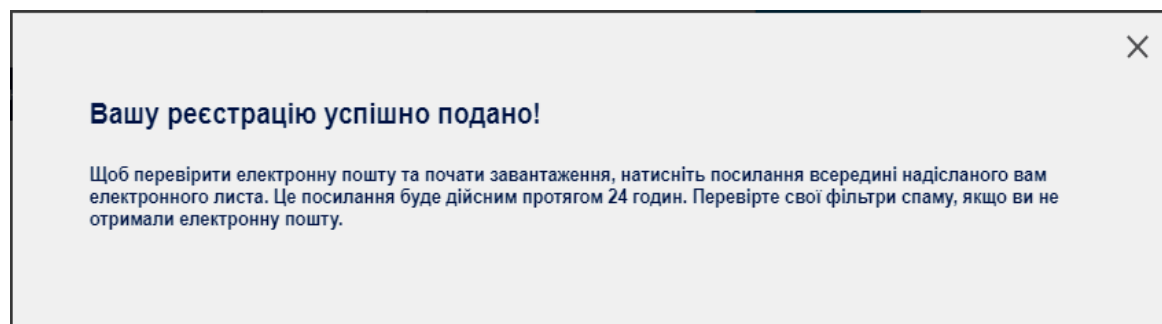 Вашу реєстрацію успішно подано!
Щоб перевірити електронну пошту та почати завантаження, натисніть посилання всередині надісланого вам
електронного листа. Це посилання буде дійсним протягом 24 годин. Перевірте свої фільтри спаму, якщо ви не
отримали електронну пошту.